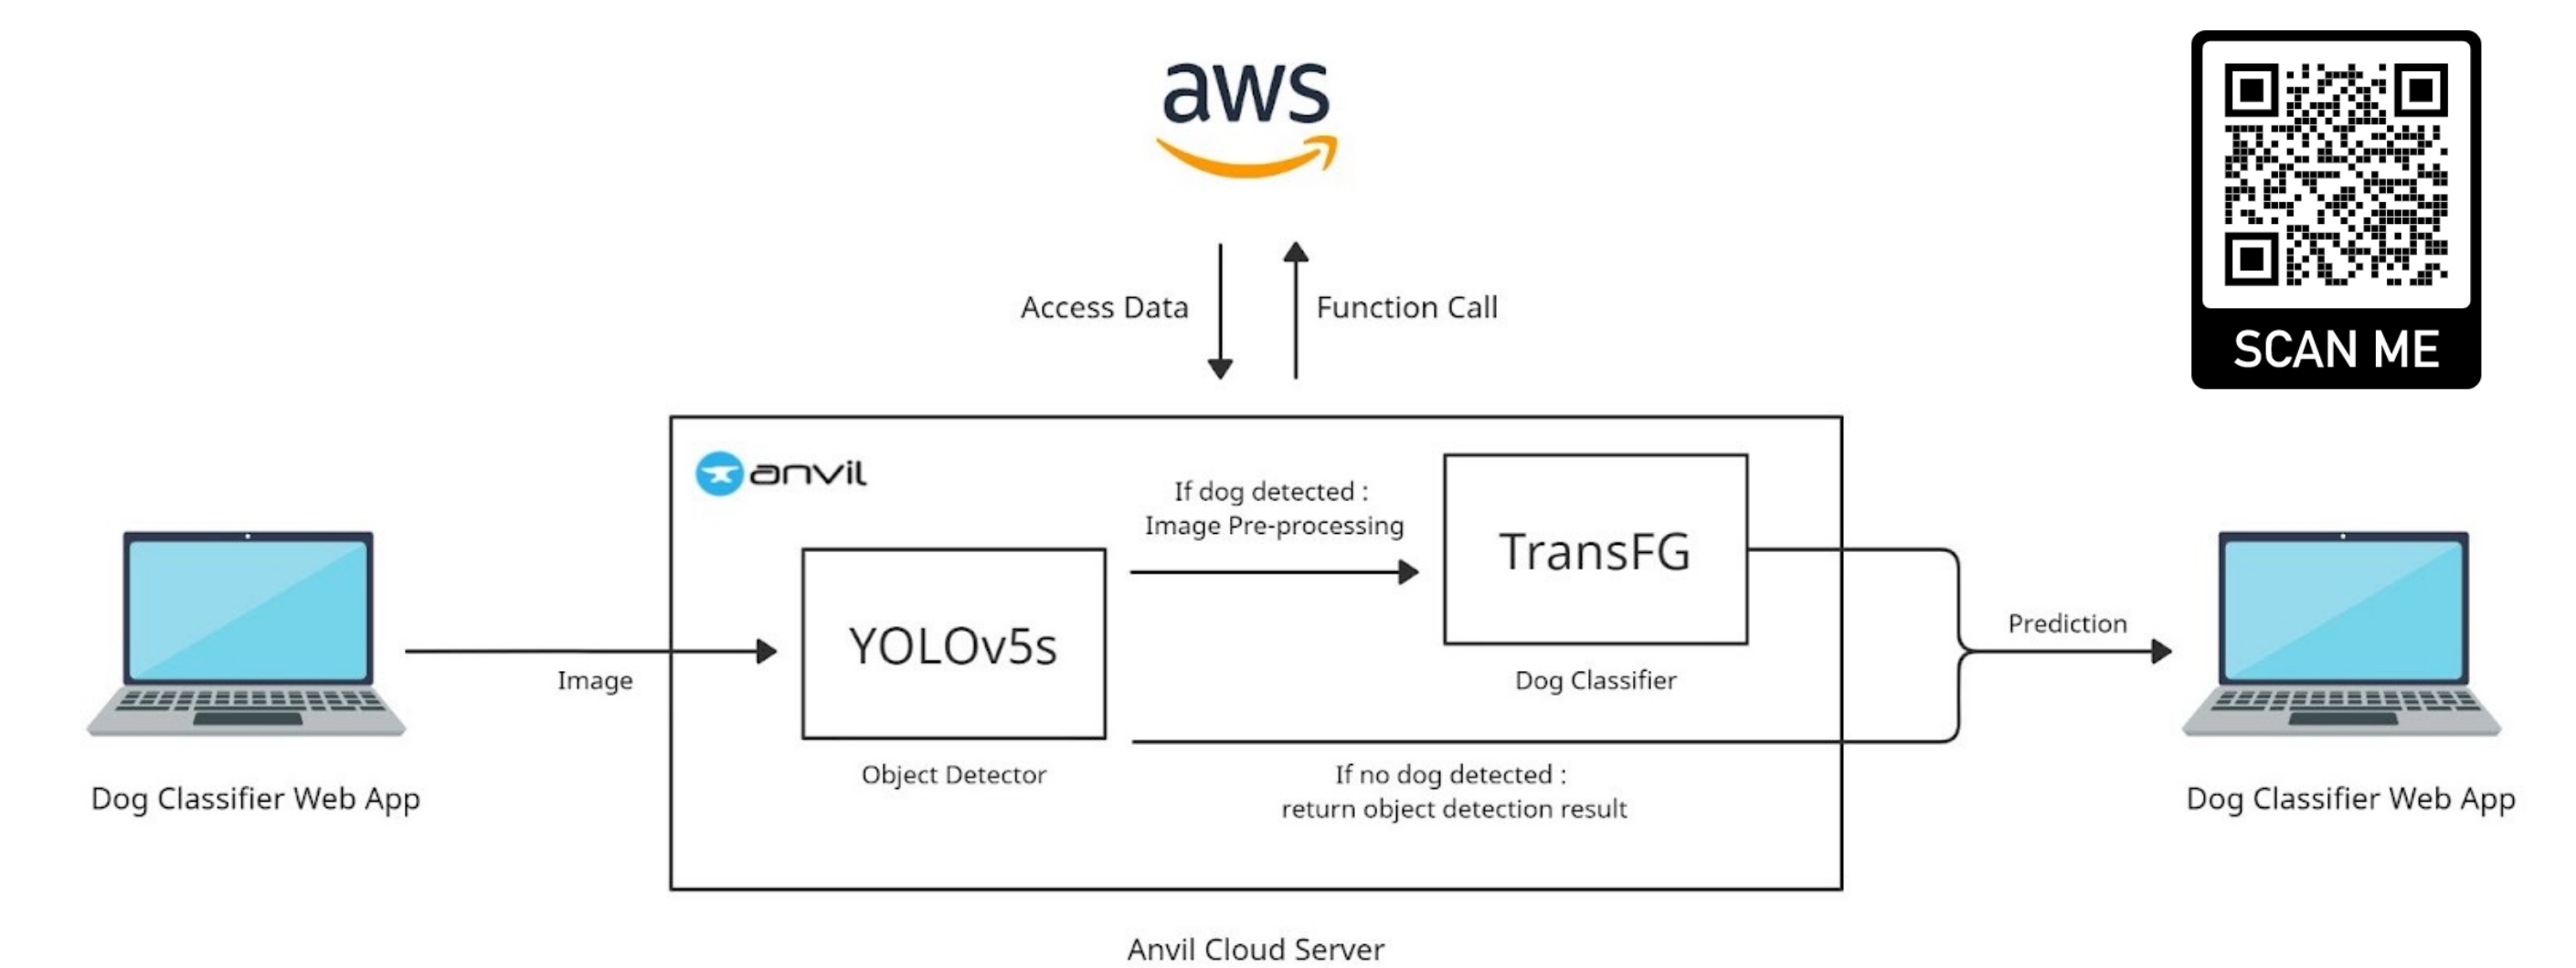 aws
SCAN ME
Access Data
Function Call
anvil
If dog detected :
Image Pre-processing
TransFG
YOLOv5s
Prediction
Image
Dog Classifier
Object Detector
If no dog detected :
return object detection result
Dog Classifier Web App
Dog Classifier Web App
Anvil Cloud Server